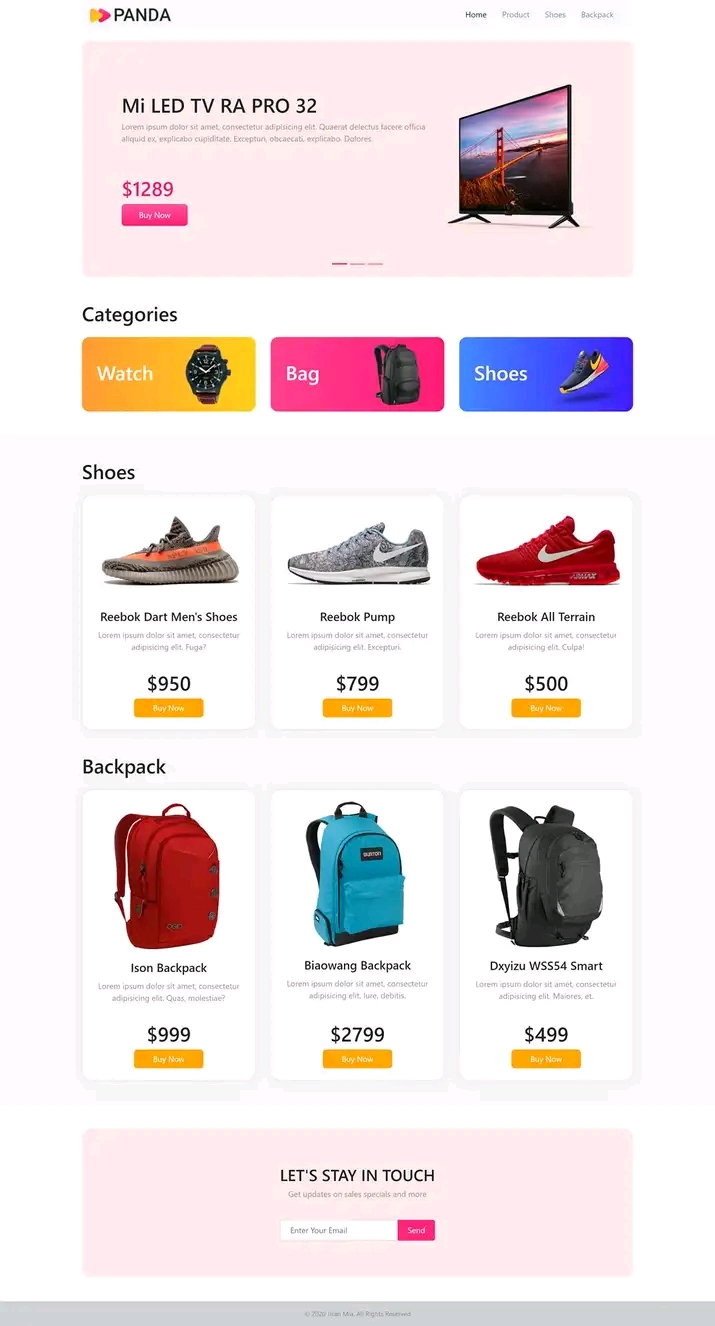 PANDA
Home Product Shoes Backpack
Mi LED TV RA PRO 32
Lorem ipsum dolor sit amet, consectetur adipisicing elit. Quaerat delectus facere officia
aliquid ex, explicabo cupiditate. Excepturi, obcaecati, explicabo. Dolores.
$1289
Buy Now
Categories
Watch
Bag
Shoes
Shoes
Reebok Dart Men's Shoes
Lorem ipsum dolor sit amet, consectetur
adipisicing elit. Fuga?
$950
Buy Now
Reebok Pump
Lorem ipsum dolor sit amet, consectetur
adipisicing elit. Excepturi.
$799
Buy Now
Reebok All Terrain
Lorem ipsum dolor sit amet, consectetur
adipisicing elit. Culpa!
$500
Buy Now
Backpack
Ison Backpack
Lorem ipsum dolor sit amet, consectetur
adipisicing elit. Quas, molestiae?
$999
Buy Now
BURTON
Biaowang Backpack
Lorem ipsum dolor sit amet, consectetur
adipisicing elit. Iure, debitis.
$2799
Buy Now
Dxyizu WSS54 Smart
Lorem ipsum dolor sit amet, consectetur
adipisicing elit. Maiores, et.
$499
Buy Now
LET'S STAY IN TOUCH
Get updates on sales specials and more
Enter Your Email
Send
© 2020 Mia. All Rights Reserved